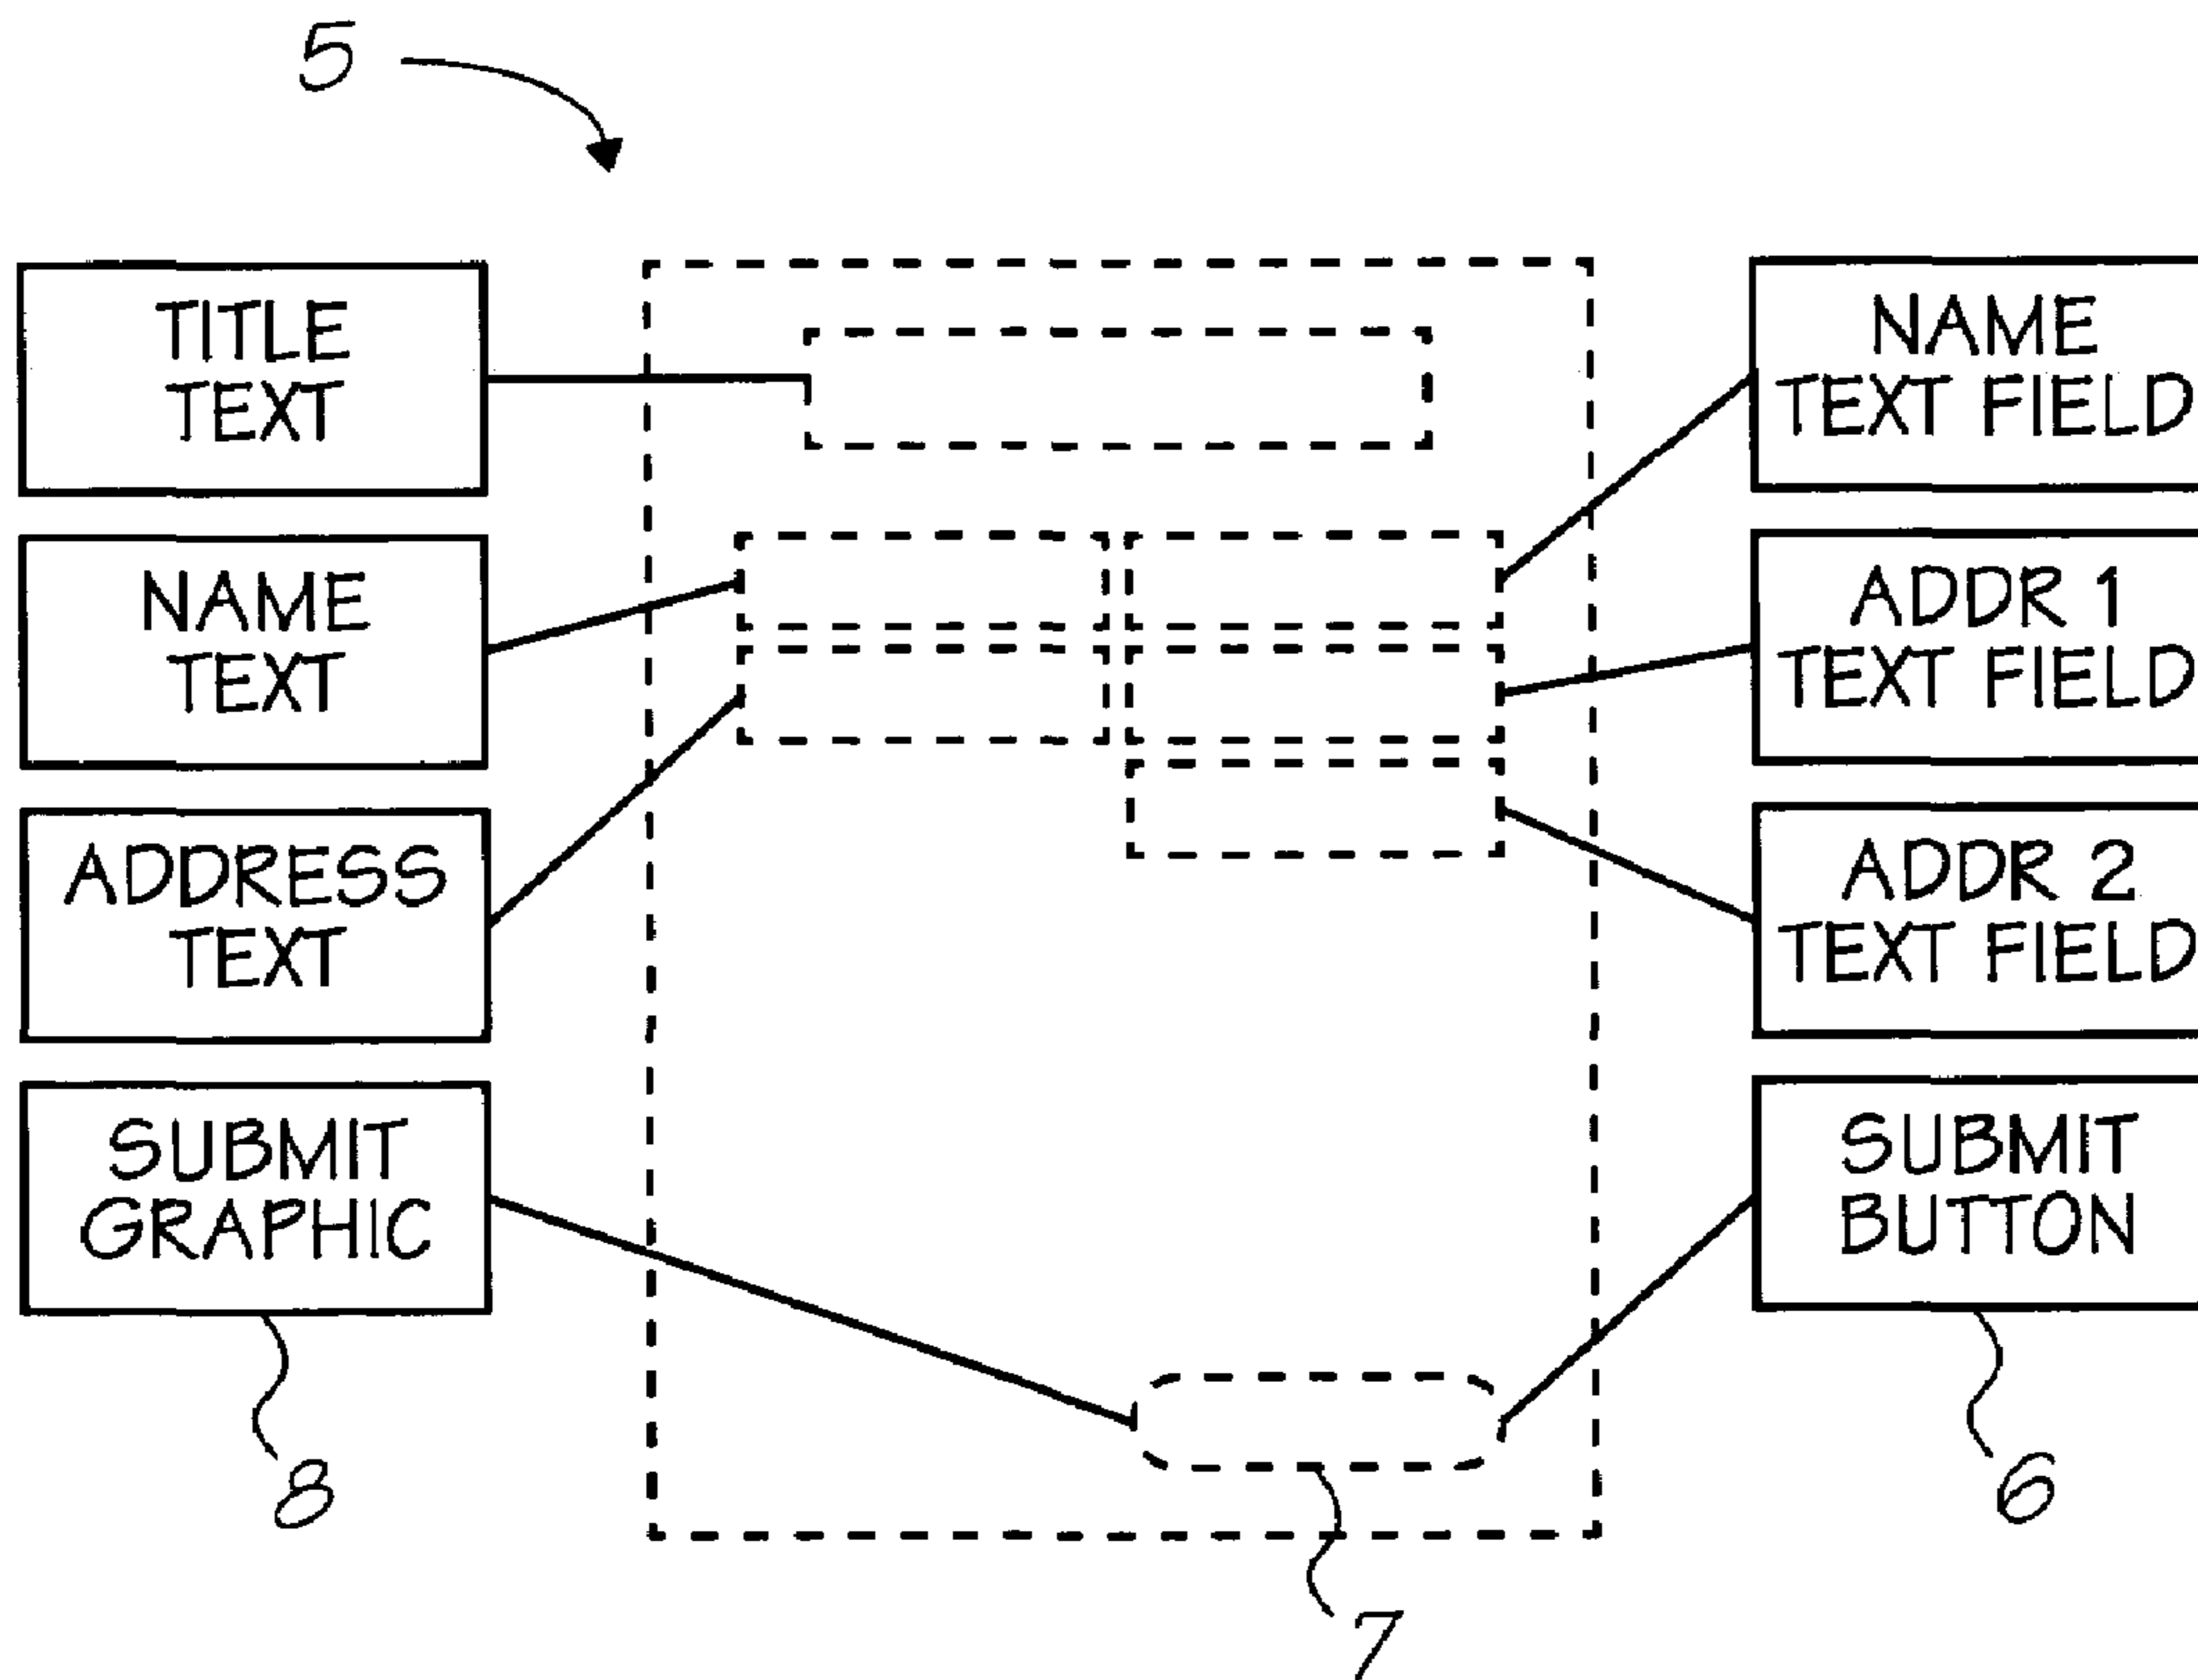 5
TITLE
TEXT
NAME
TEXT
ADDRESS
TEXT
SUBMIT
GRAPHIC
8
NAME
TEXT FIELD
ADDR 1
TEXT FIELD
ADDR 2
TEXT FIELD
SUBMIT
BUTTON
6
7